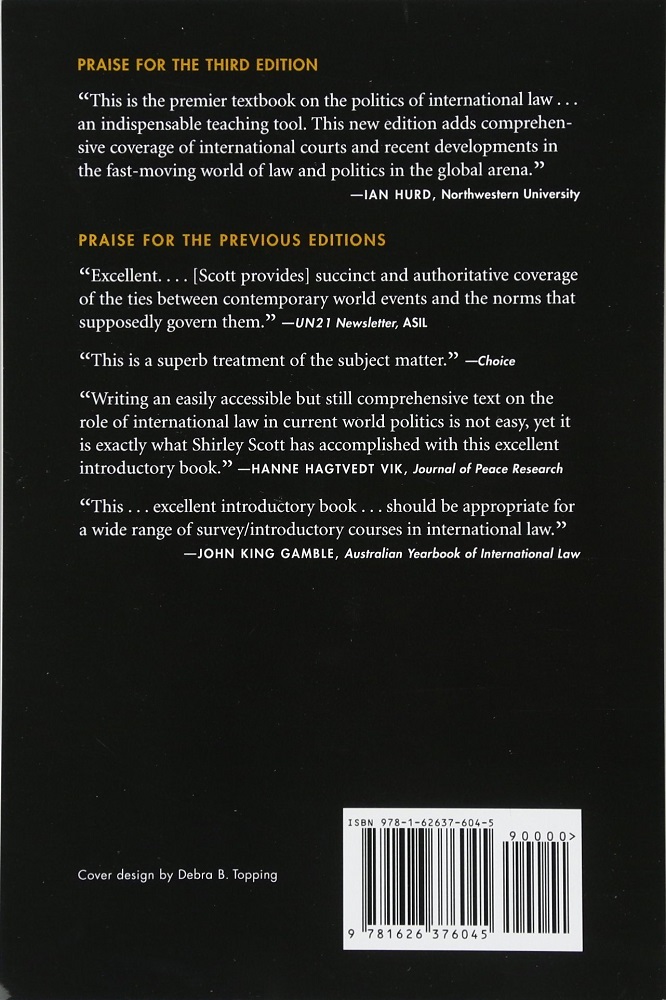 PRAISE FOR THE THIRD EDITION
“This is the premier textbook on the politics of international law . . .
an indispensable teaching tool. This new edition adds comprehen-
sive coverage of international courts and recent developments in
the fast-moving world of law and politics in the global arena.”
—IAN HURD, Northwestern University
PRAISE FOR THE PREVIOUS EDITIONS
“Excellent. . . . [Scott provides] succinct and authoritative coverage
of the ties between contemporary world events and the norms that
supposedly govern them.” —UN21 Newsletter, ASIL
“This is a superb treatment of the subject matter.” —Choice
“Writing an easily accessible but still comprehensive text on the
role of international law in current world politics is not easy, yet it
is exactly what Shirley Scott has accomplished with this excellent
introductory book.” —HANNE HAGTVEDT VIK, Journal of Peace Research
“This . . . excellent introductory book . . . should be appropriate for
a wide range of survey/introductory courses in international law.”
—JOHN KING GAMBLE, Australian Yearbook of International Law
ISBN 978-1-62637-604-5
90000>
Cover design by Debra B. Topping
9 781626 376045